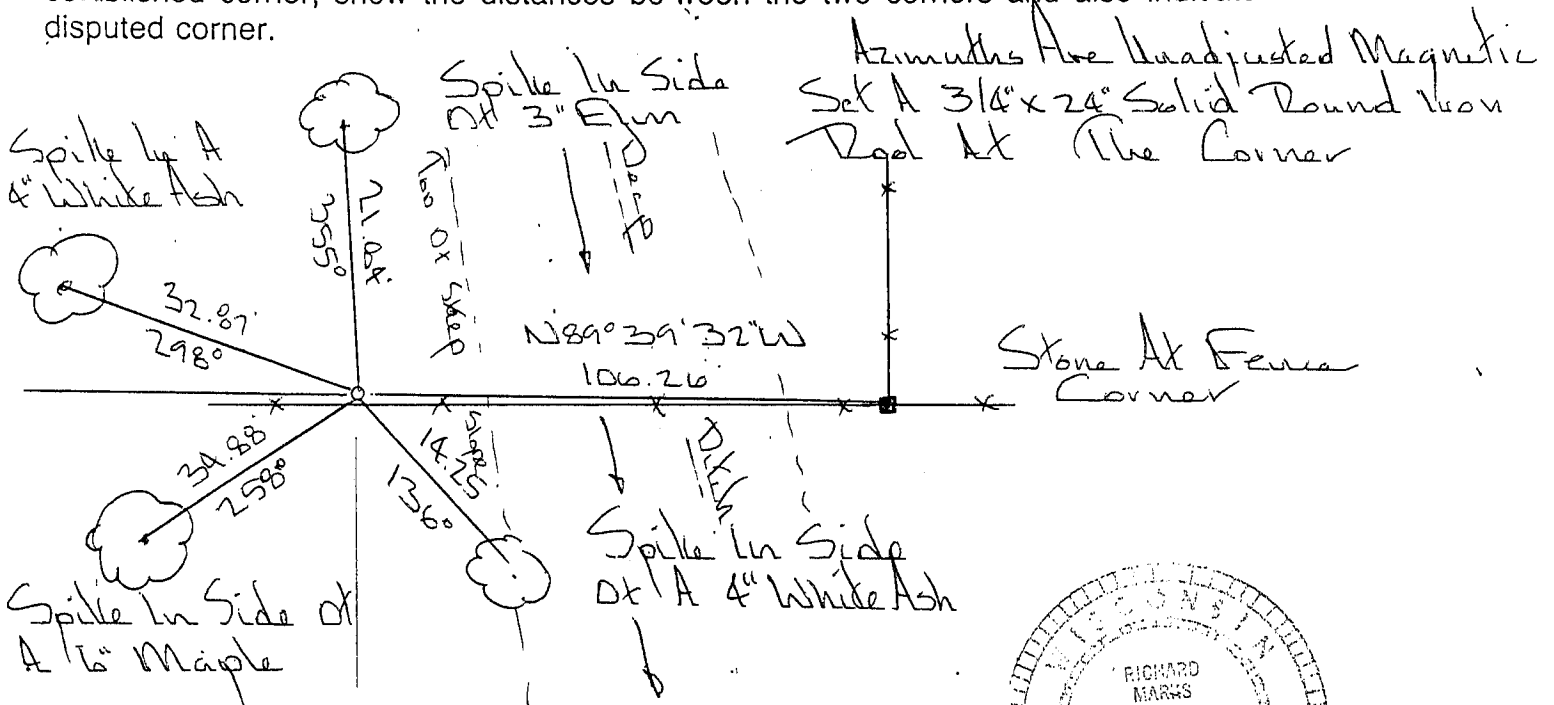 disputed corner.
Azimuths Are Unadjusted Magnetic
Set A 3/4" x 24" Solid Round Iron
Rod At The Corner
Spike In Side
Of 3" Elm
Spike In A
4" White Ash
21.84'
355°
Toe Of Slope
Ditch
32.87'
298°
N89°39'32"W
106.26'
Stone At Fence
Corner
34.88'
258°
14.25
136°
Slope
Ditch
Spike In Side
Of A 4" White Ash
Spike In Side Of
A 16" Maple
WISCONSIN
RICHARD
MARKS